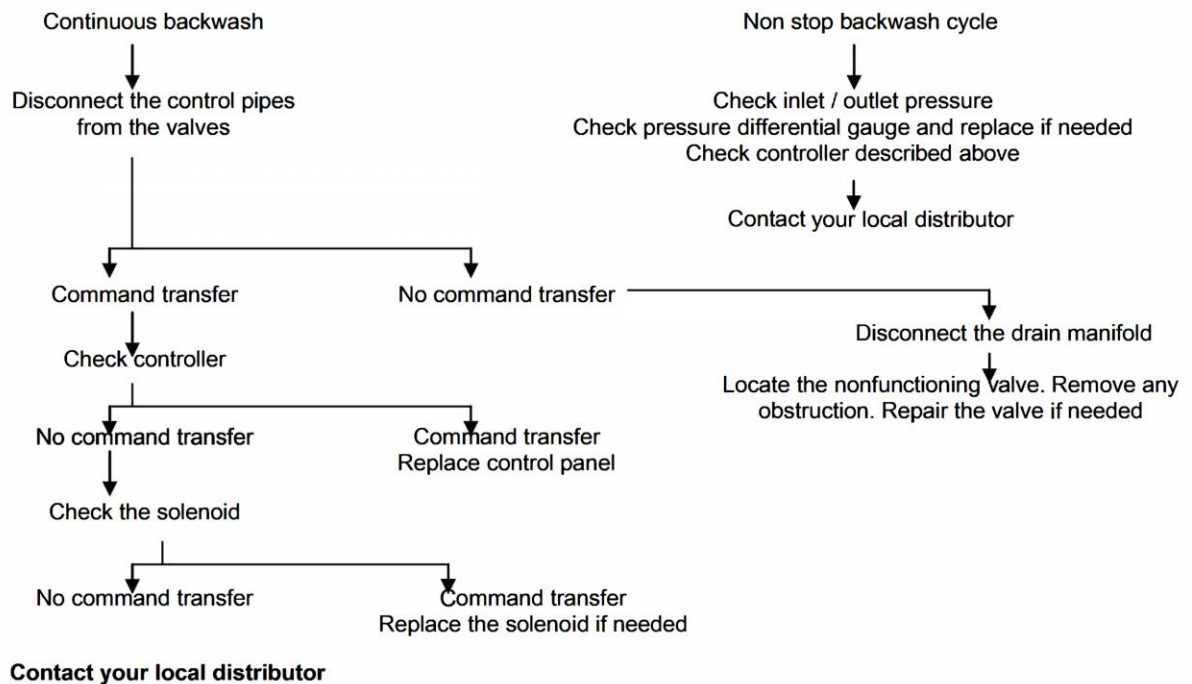 Continuous backwash
Non stop backwash cycle
Disconnect the control pipes
from the valves
Check inlet / outlet pressure
Check pressure differential gauge and replace if needed
Check controller described above
Contact your local distributor
Command transfer
No command transfer
Disconnect the drain manifold
Check controller
Locate the nonfunctioning valve. Remove any
obstruction. Repair the valve if needed
No command transfer
Command transfer
Replace control panel
Check the solenoid
No command transfer
Command transfer
Replace the solenoid if needed
Contact your local distributor